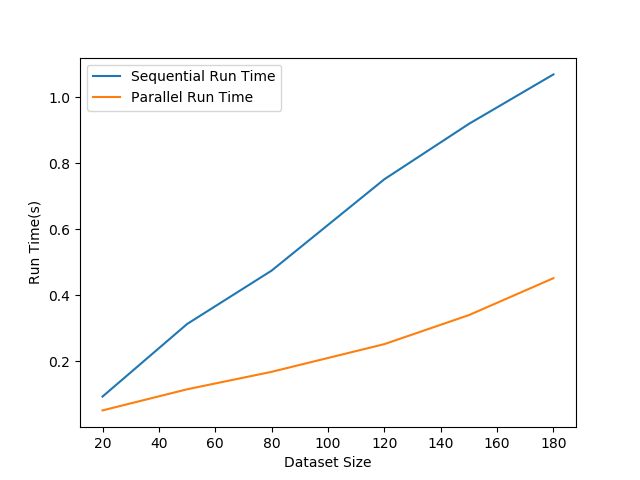 Sequential Run Time
Parallel Run Time
1.0
0.8
0.6
0.4
0.2
Run Time(s)
20 40 60 80 100 120 140 160 180
Dataset Size